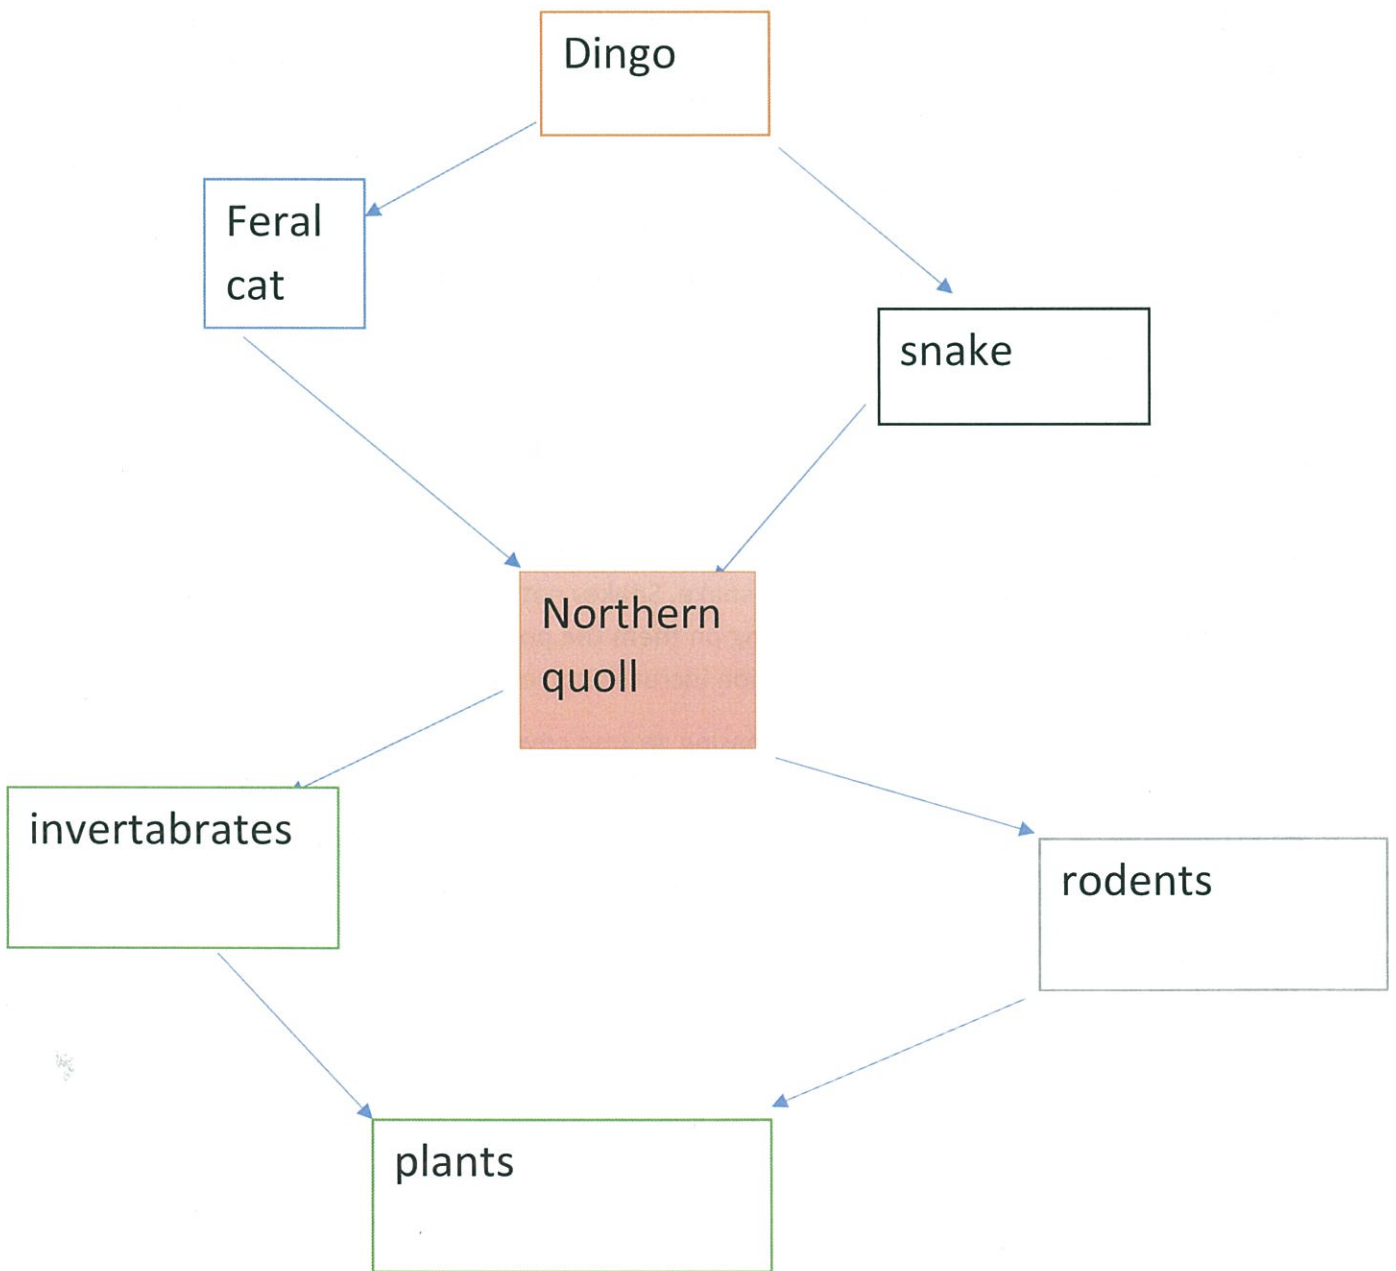 Dingo
Feral
cat
snake
Northern
quoll
invertabrates
rodents
plants